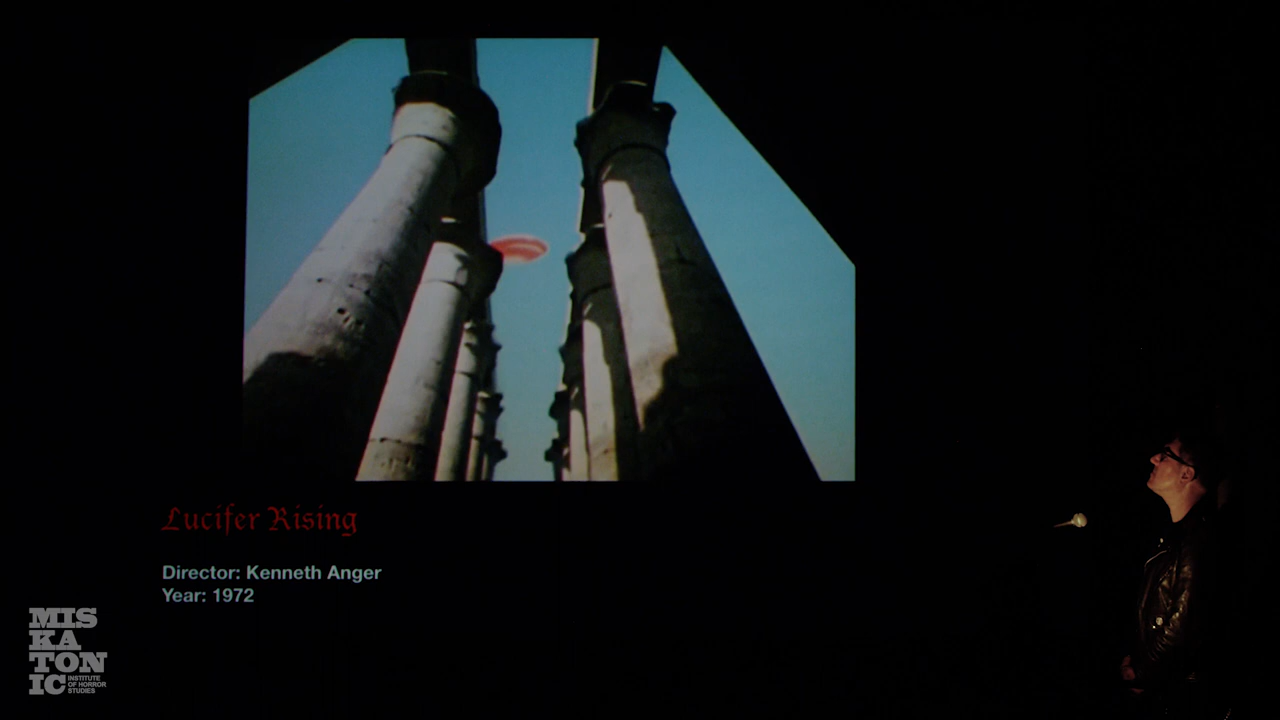 Lucifer Rising
Director: Kenneth Anger
Year: 1972
MIS
KA
TON
IC
INSTITUTE
OF HORROR
STUDIES